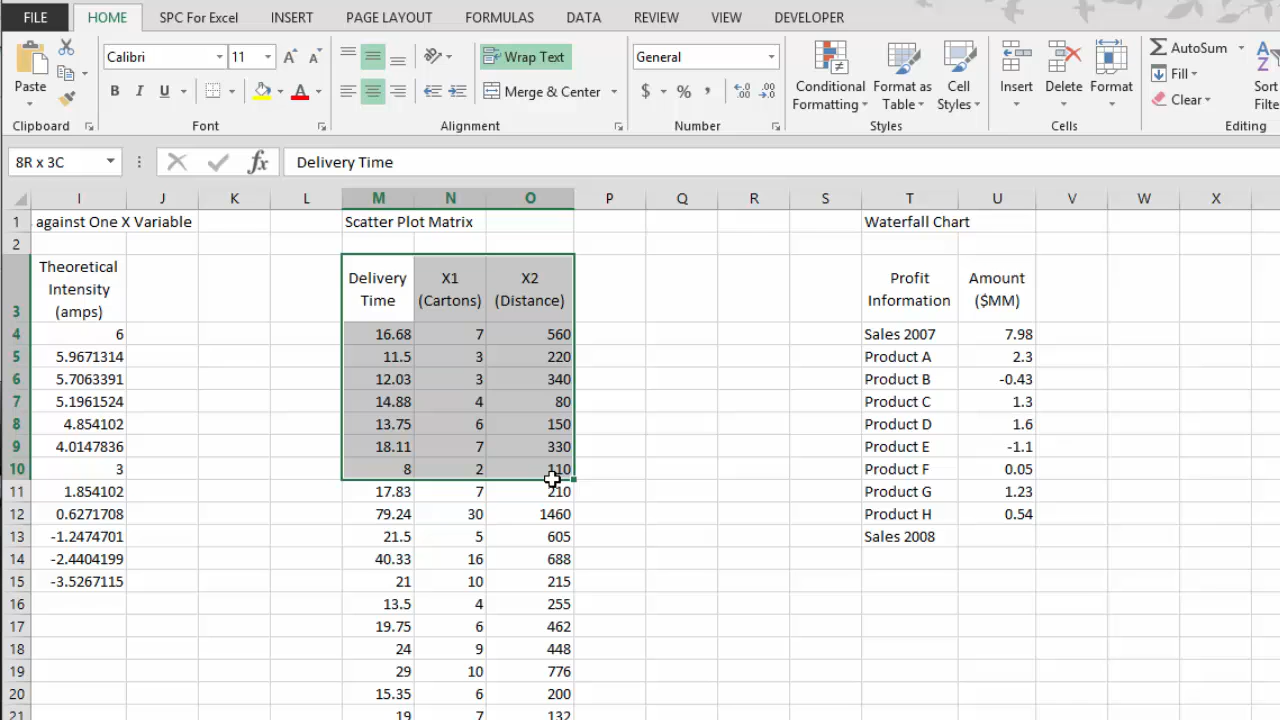 FILE HOME SPC For Excel INSERT PAGE LAYOUT FORMULAS DATA REVIEW VIEW DEVELOPER
Calibri 11 A A Wrap Text General AutoSum
Paste B I U A Merge & Center $ % , .00 Conditional Formatting Format as Table Cell Styles Insert Delete Format Fill Clear Sort Filte
Clipboard Font Alignment Number Styles Cells Editing
8R x 3C fx Delivery Time
I J K L M N O P Q R S T U V W X
1 against One X Variable Scatter Plot Matrix Waterfall Chart
2
3 Theoretical Intensity (amps) Delivery Time X1 (Cartons) X2 (Distance) Profit Information Amount ($MM)
4 6 16.68 7 560 Sales 2007 7.98
5 5.9671314 11.5 3 220 Product A 2.3
6 5.7063391 12.03 3 340 Product B -0.43
7 5.1961524 14.88 4 80 Product C 1.3
8 4.854102 13.75 6 150 Product D 1.6
9 4.0147836 18.11 7 330 Product E -1.1
10 3 8 2 110 Product F 0.05
11 1.854102 17.83 7 210 Product G 1.23
12 0.6271708 79.24 30 1460 Product H 0.54
13 -1.2474701 21.5 5 605 Sales 2008
14 -2.4404199 40.33 16 688
15 -3.5267115 21 10 215
16 13.5 4 255
17 19.75 6 462
18 24 9 448
19 29 10 776
20 15.35 6 200
21 19 7 132